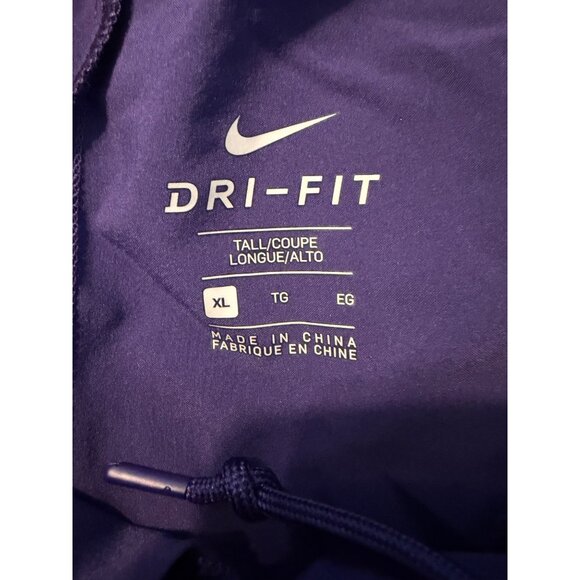 DRI-FIT
TALL/COUPE
LONGUE/ALTO
XL TG EG
MADE IN CHINA
FABRIQUE EN CHINE